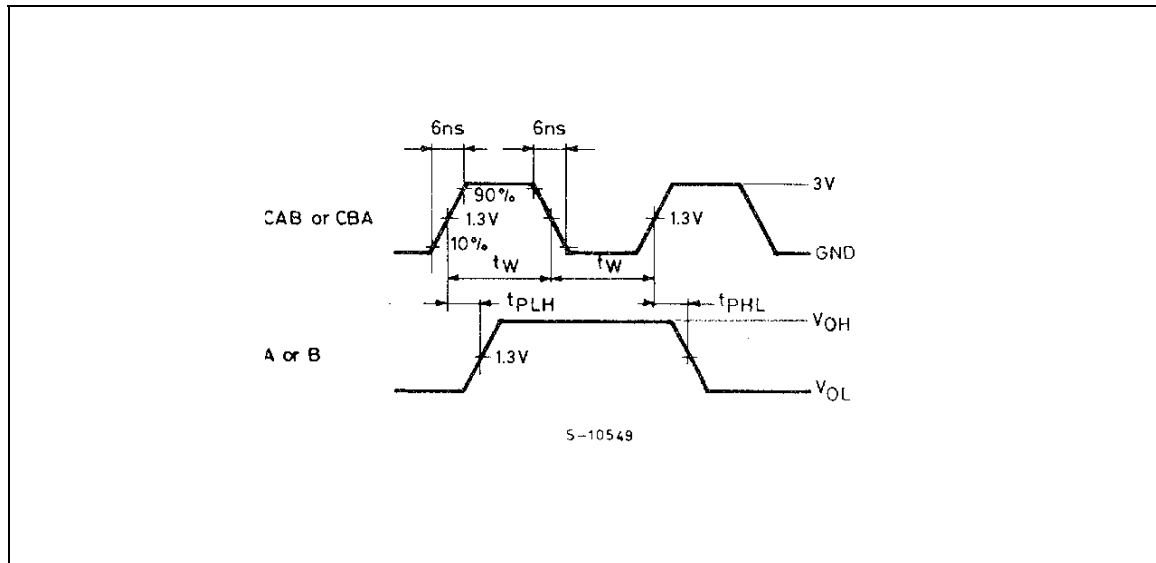 6ns 6ns
3V
90%
CAB or CBA 1.3V 1.3V
10%
GND
tW tW
tPLH tPHL
VOH
A or B 1.3V
VOL
S-10549